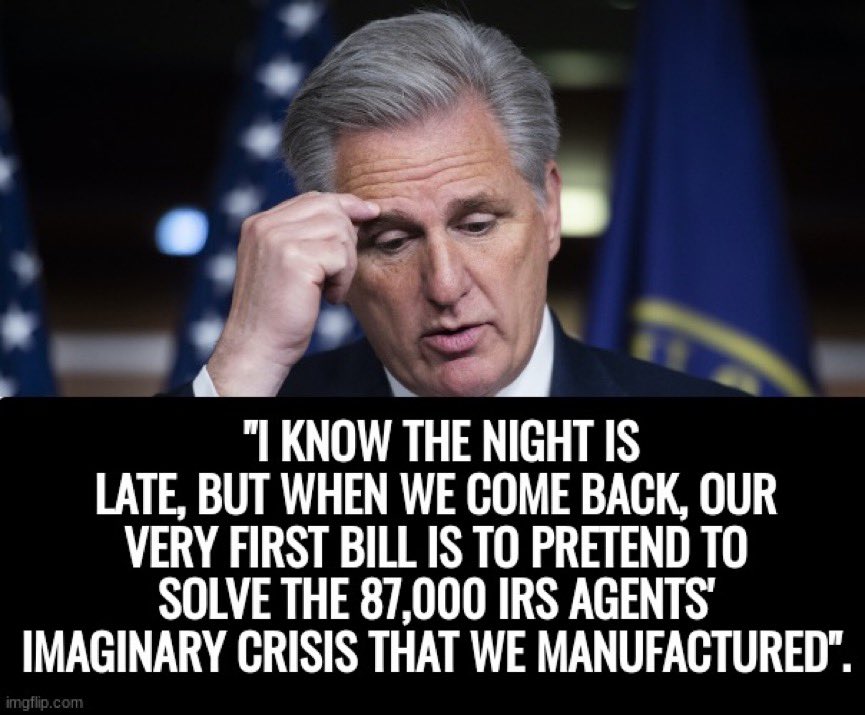 "I KNOW THE NIGHT IS
LATE, BUT WHEN WE COME BACK, OUR
VERY FIRST BILL IS TO PRETEND TO
SOLVE THE 87,000 IRS AGENTS'
IMAGINARY CRISIS THAT WE MANUFACTURED".
imgflip.com